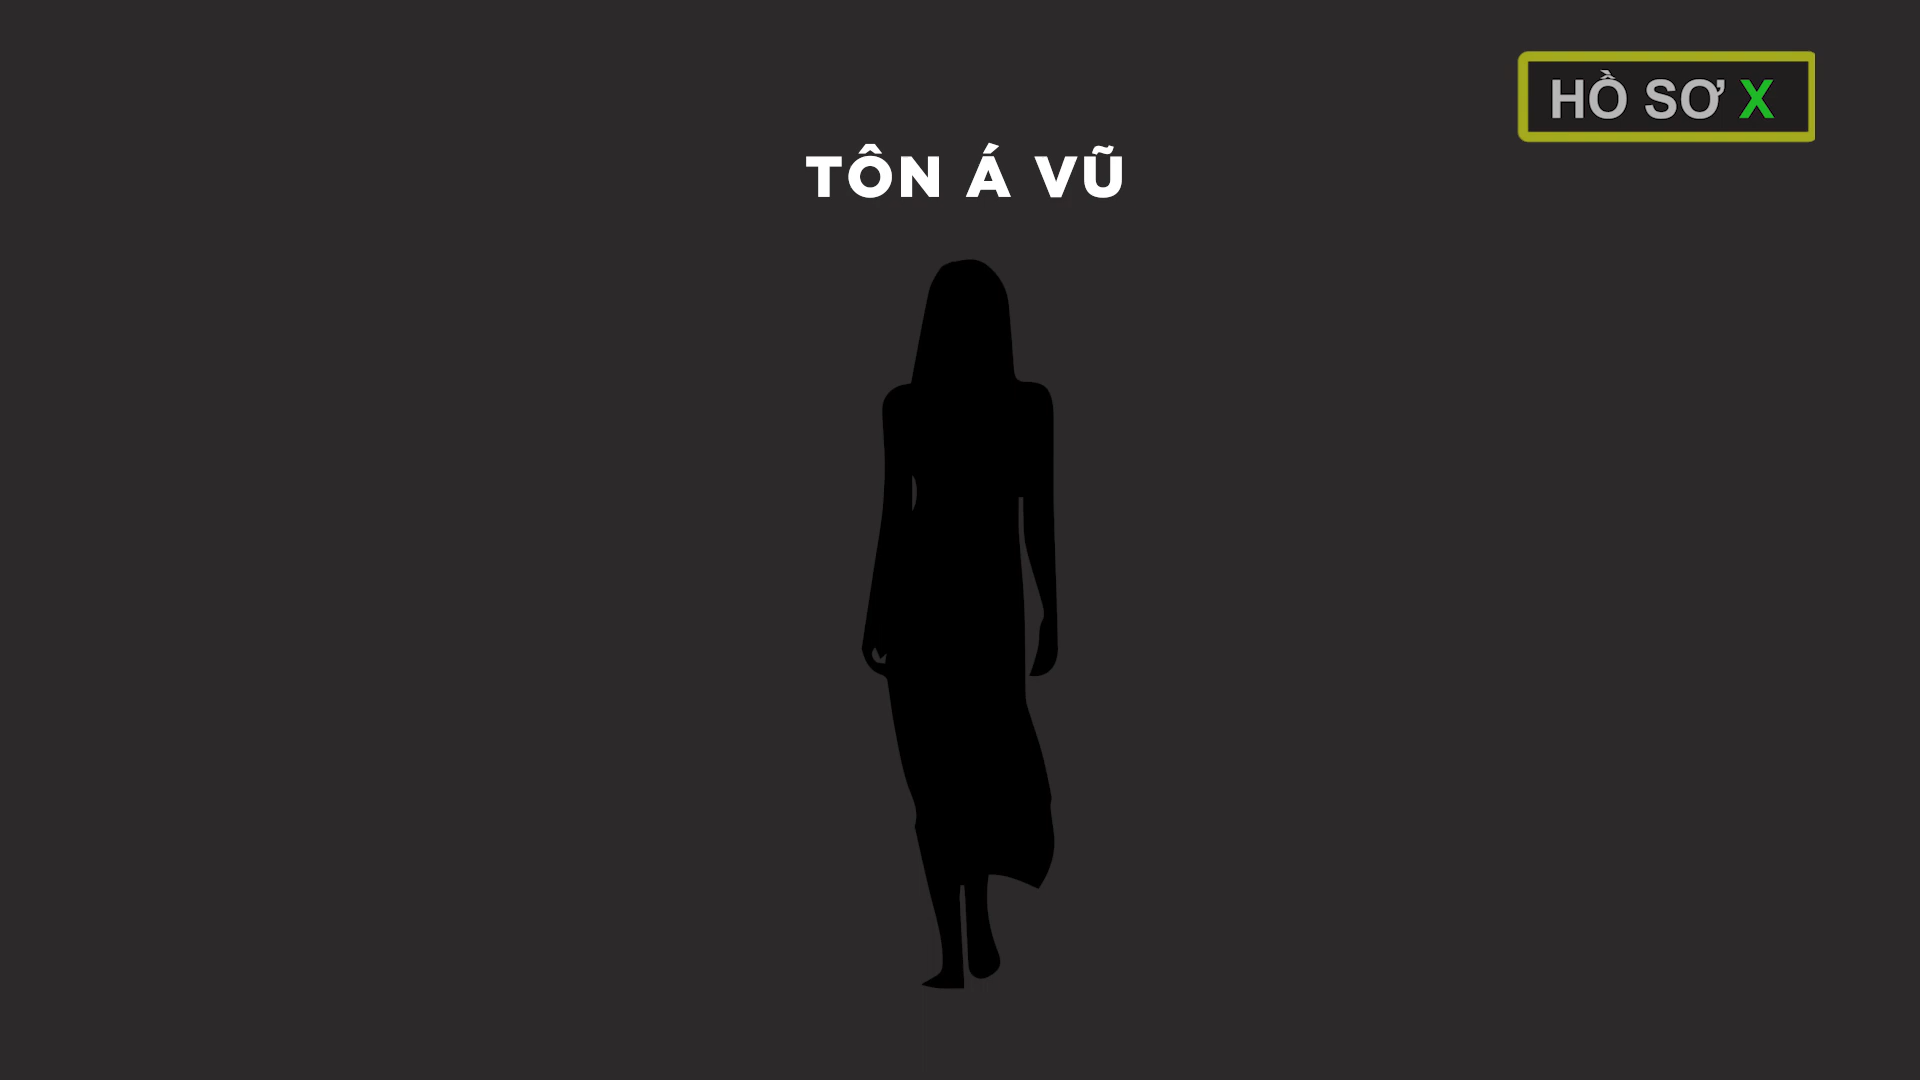 HỒ SƠ X
TÔN Á VŨ